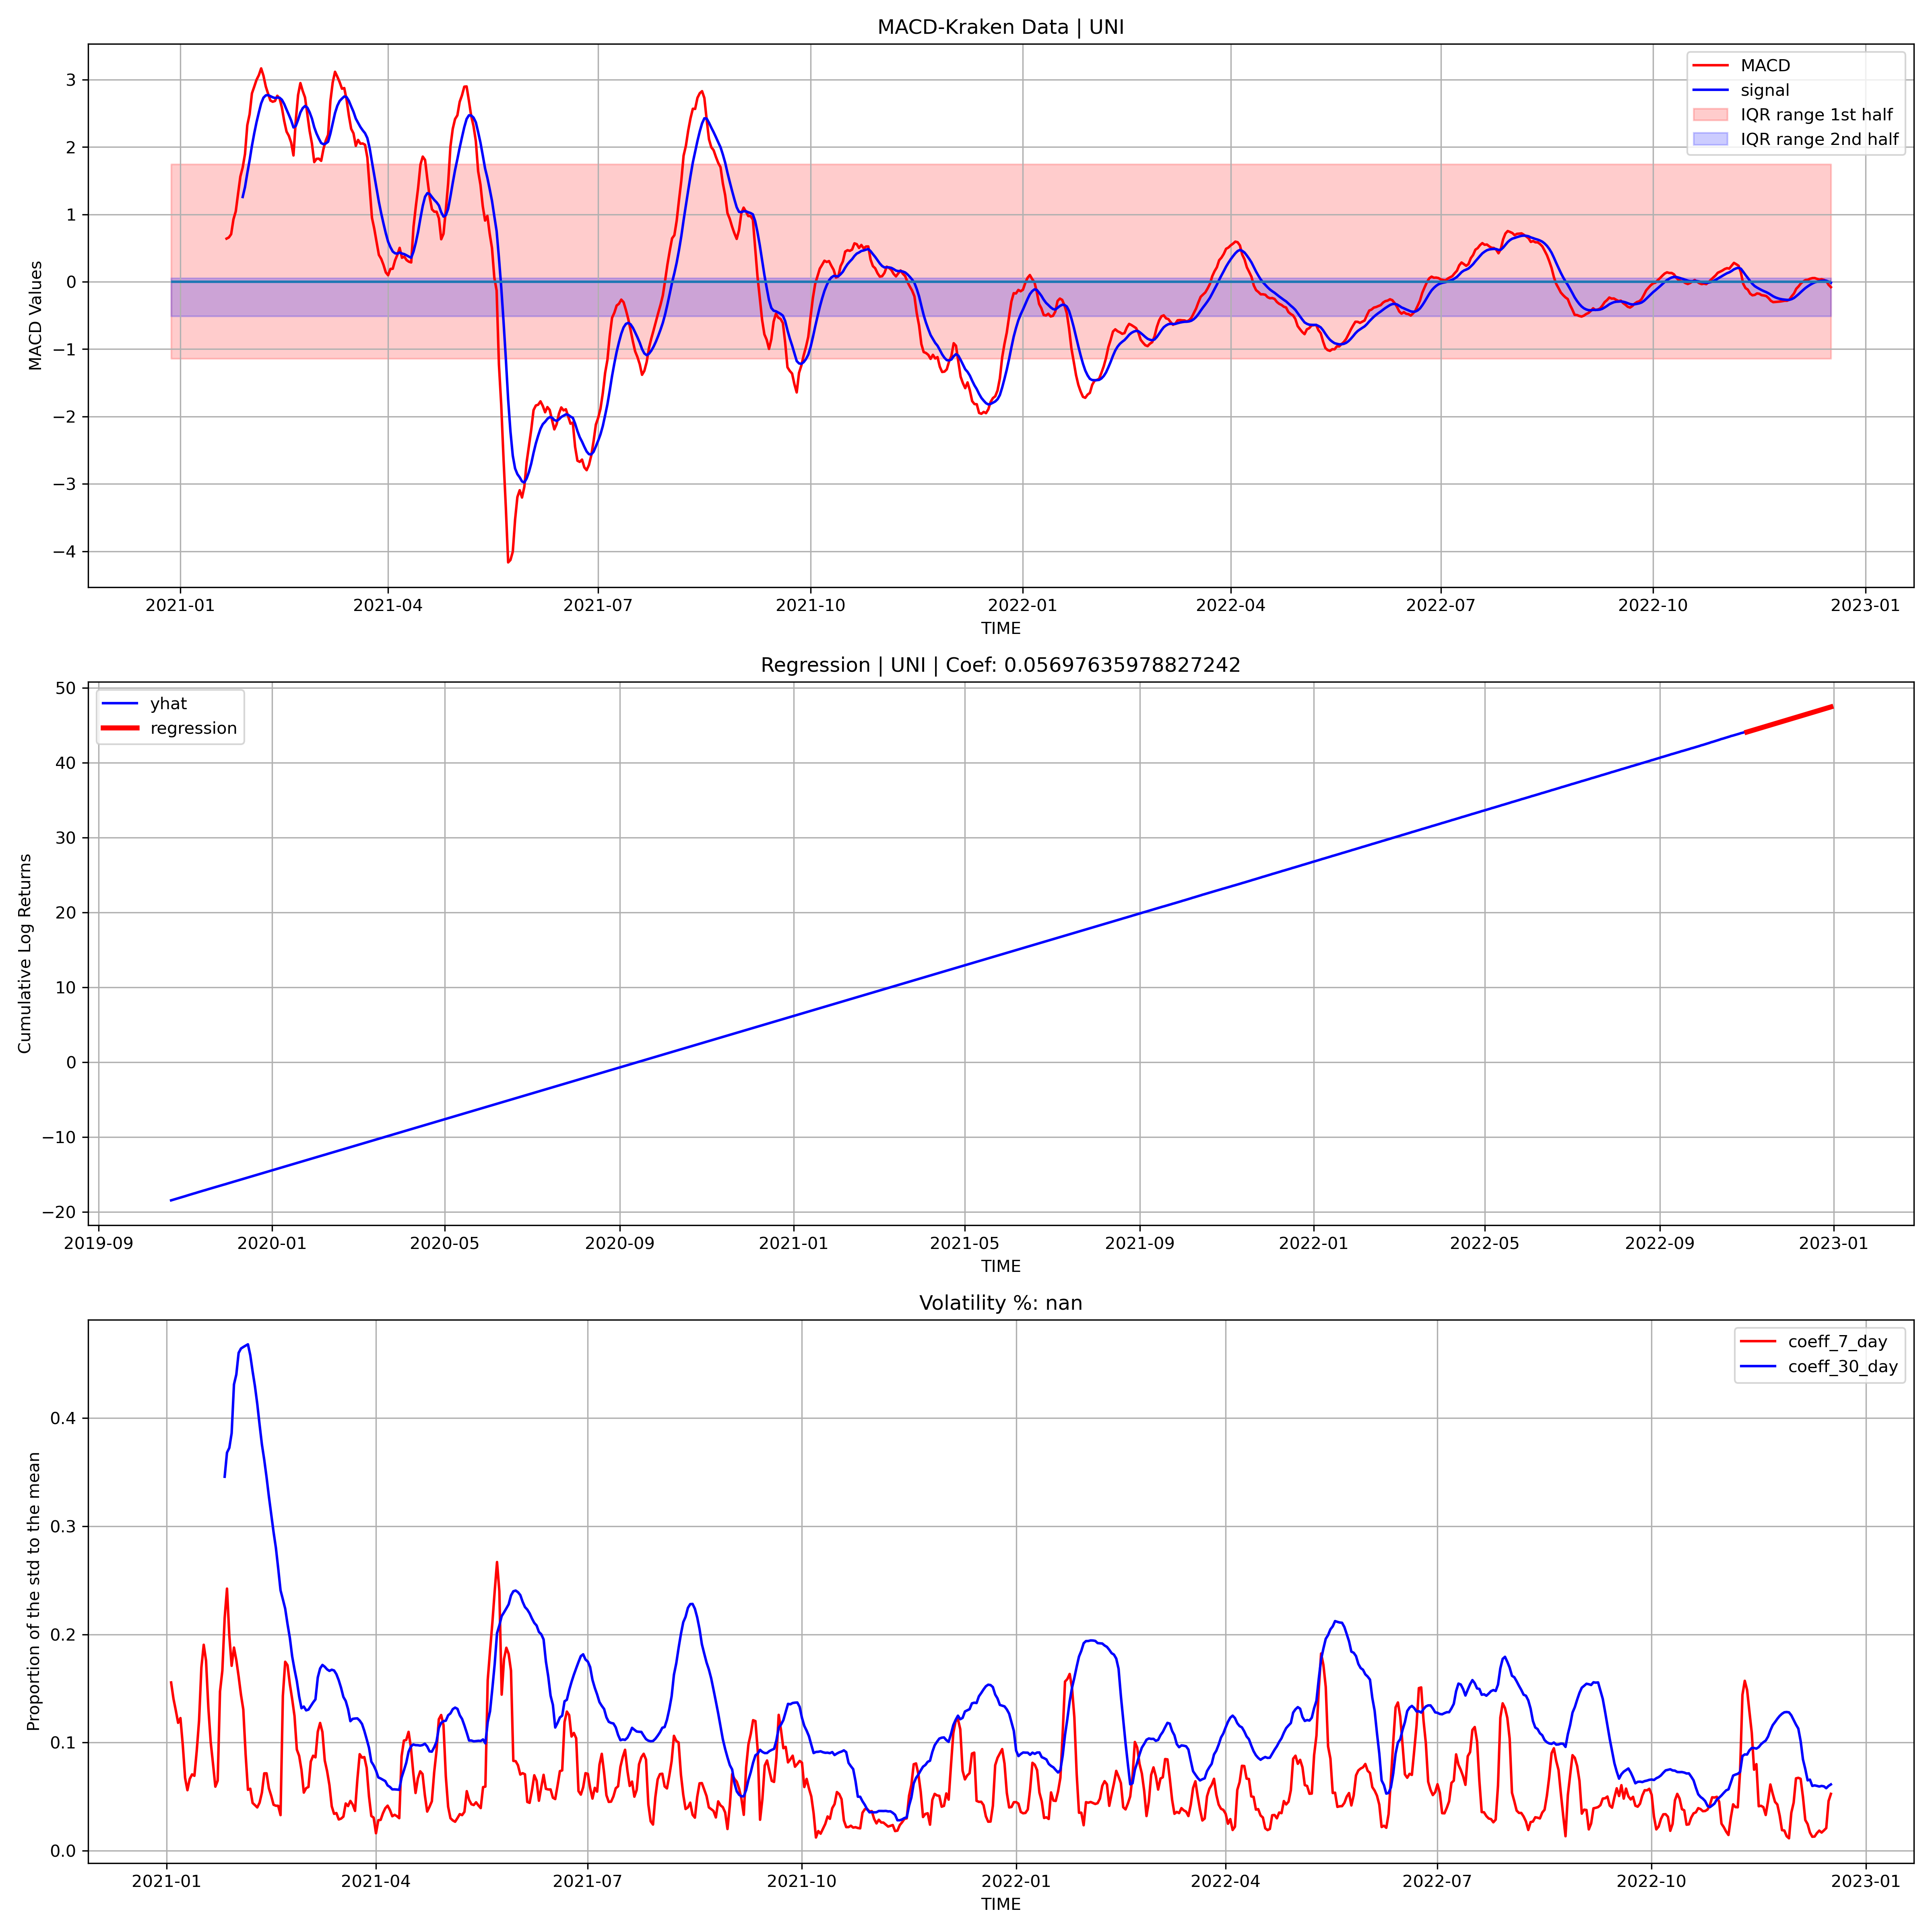 MACD-Kraken Data | UNI
MACD
signal
IQR range 1st half
IQR range 2nd half
MACD Values
3
2
1
0
−1
−2
−3
−4
2021-01 2021-04 2021-07 2021-10 2022-01 2022-04 2022-07 2022-10 2023-01
TIME
Regression | UNI | Coef: 0.05697635978827242
yhat
regression
Cumulative Log Returns
50
40
30
20
10
0
−10
−20
2019-09 2020-01 2020-05 2020-09 2021-01 2021-05 2021-09 2022-01 2022-05 2022-09 2023-01
TIME
Volatility %: nan
coeff_7_day
coeff_30_day
Proportion of the std to the mean
0.4
0.3
0.2
0.1
0.0
2021-01 2021-04 2021-07 2021-10 2022-01 2022-04 2022-07 2022-10 2023-01
TIME